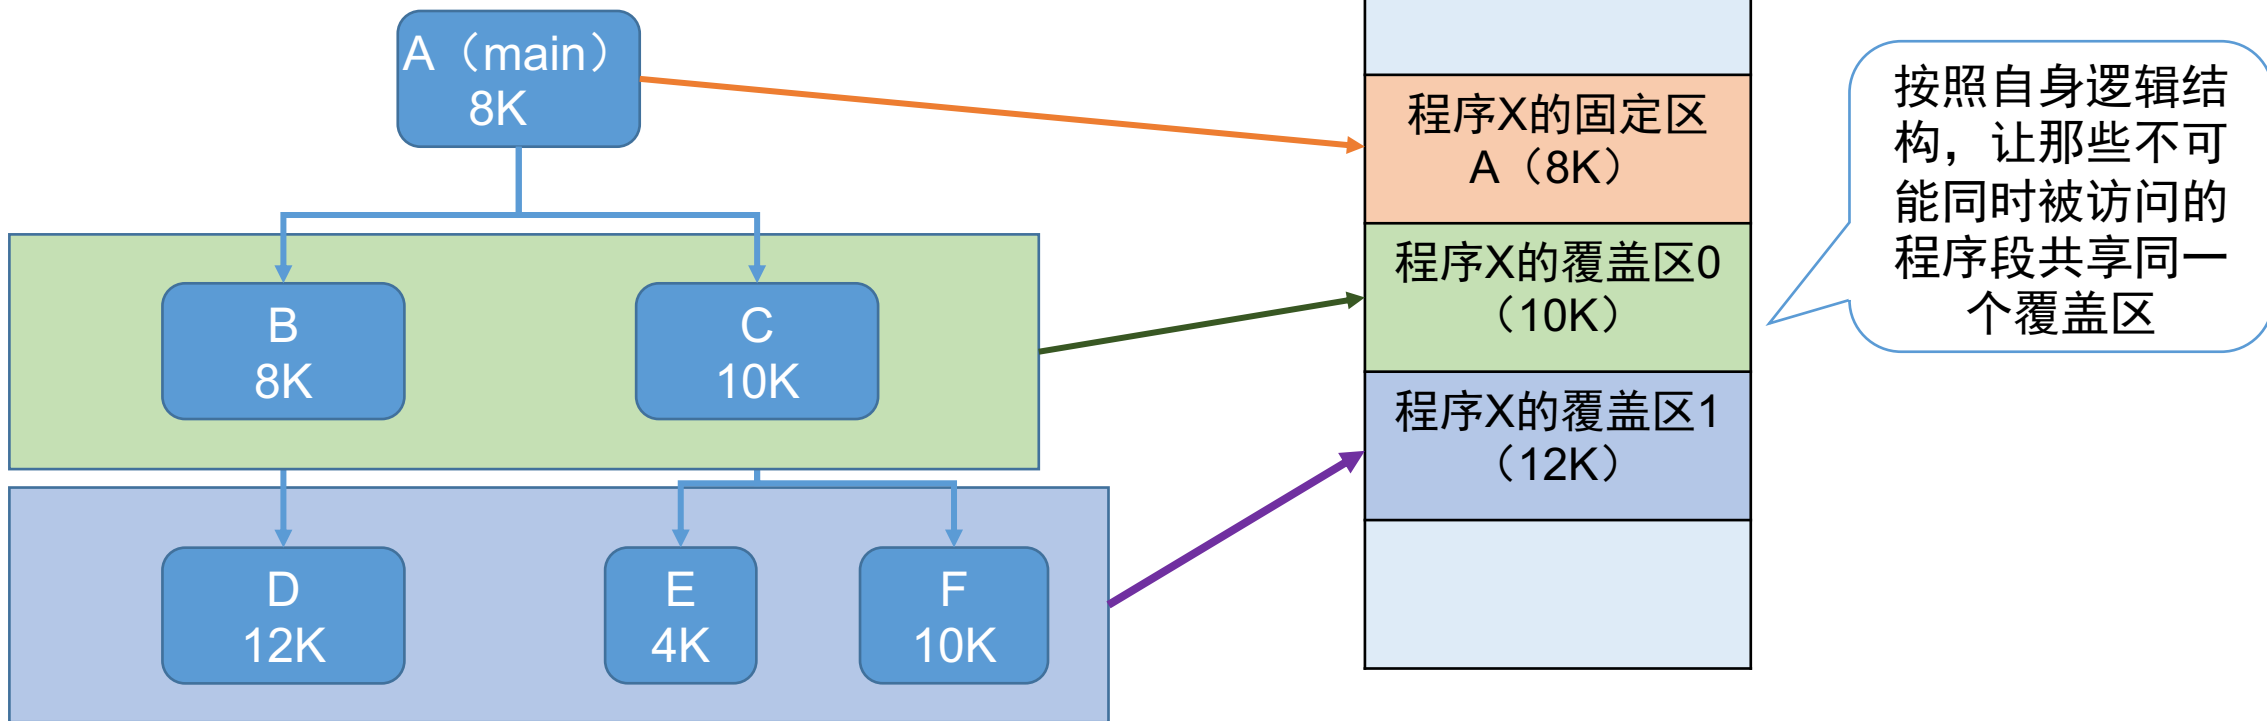 A（main）
8K
B
8K
C
10K
D
12K
E
4K
F
10K
程序X的固定区
A（8K）
程序X的覆盖区0
（10K）
程序X的覆盖区1
（12K）
按照自身逻辑结
构，让那些不可
能同时被访问的
程序段共享同一
个覆盖区